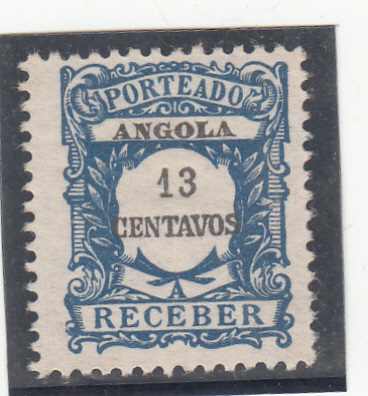 PORTEADO
ANGOLA
13
CENTAVOS
A
RECEBER